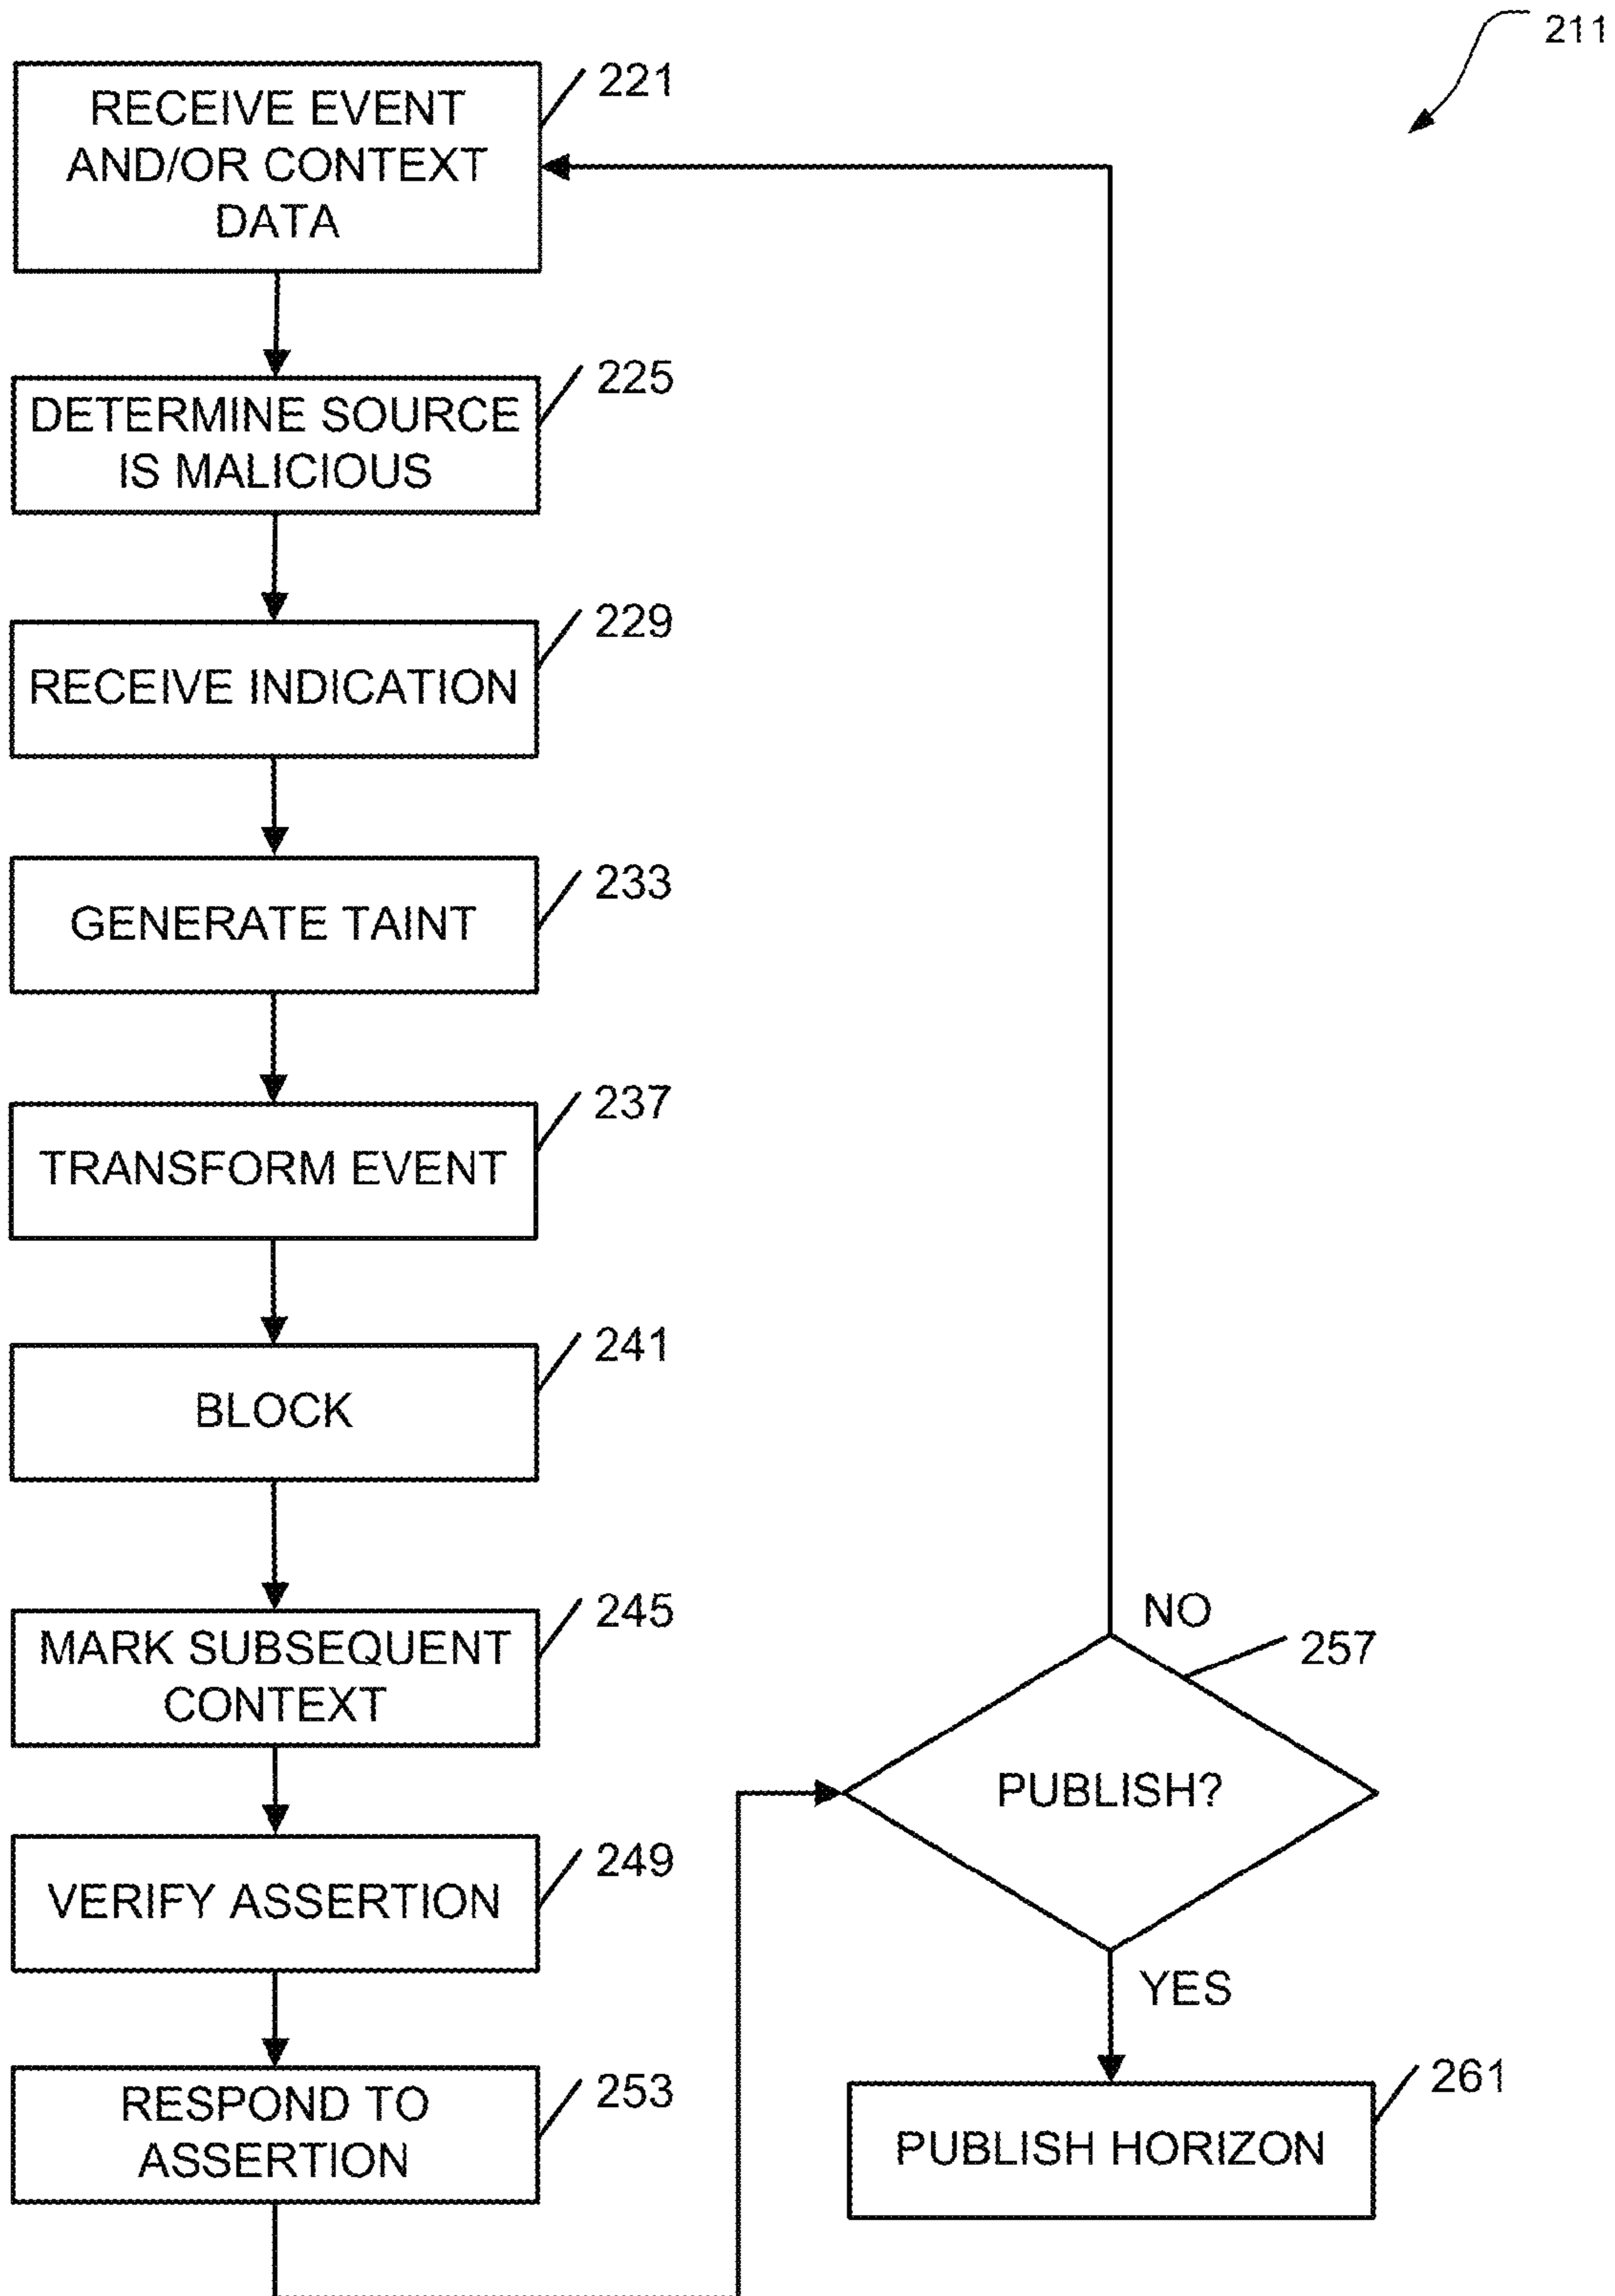 211
RECEIVE EVENT
AND/OR CONTEXT
DATA
221
DETERMINE SOURCE
IS MALICIOUS
225
RECEIVE INDICATION
229
GENERATE TAINT
233
TRANSFORM EVENT
237
BLOCK
241
MARK SUBSEQUENT
CONTEXT
245
VERIFY ASSERTION
249
RESPOND TO
ASSERTION
253
NO
257
PUBLISH?
YES
PUBLISH HORIZON
261